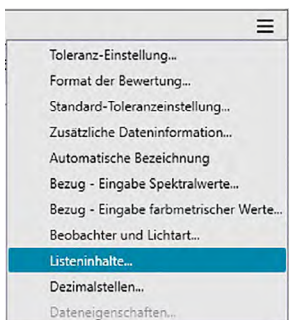 Toleranz-Einstellung...
Format der Bewertung...
Standard-Toleranzeinstellung...
Zusätzliche Dateninformation...
Automatische Bezeichnung
Bezug - Eingabe Spektralwerte...
Bezug - Eingabe farbmetrischer Werte...
Beobachter und Lichtart...
Listeninhalte...
Dezimalstellen...
Dateneigenschaften...